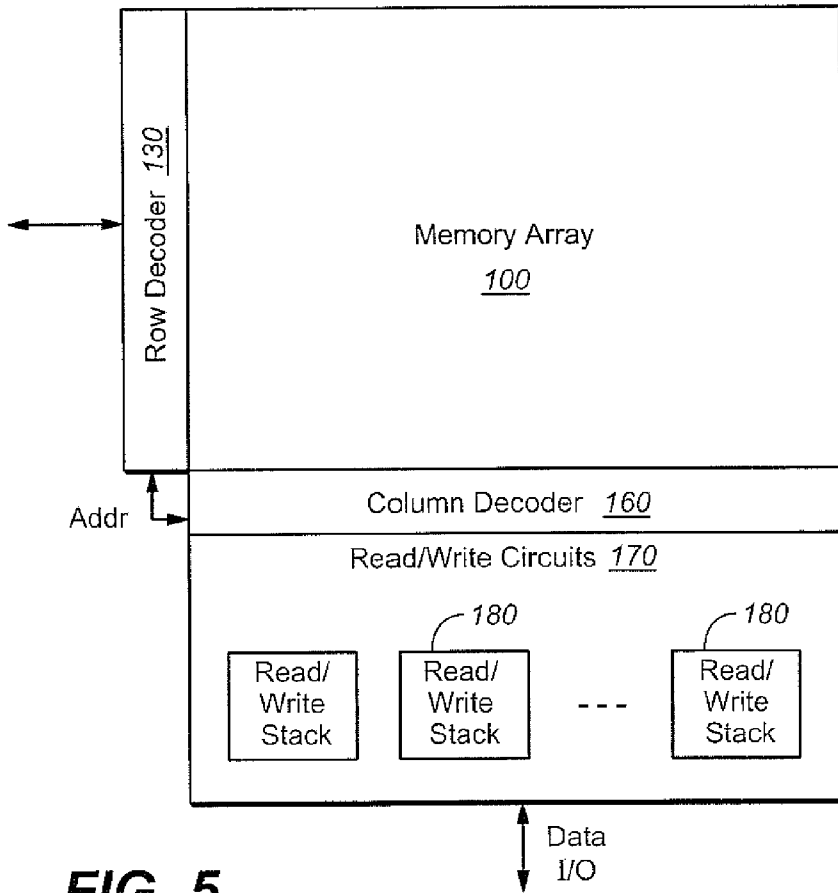 Row Decoder 130
Memory Array
100
Addr
Column Decoder 160
Read/Write Circuits 170
180
180
Read/
Write
Stack
Read/
Write
Stack
- - -
Read/
Write
Stack
Data
I/O
FIG. 5